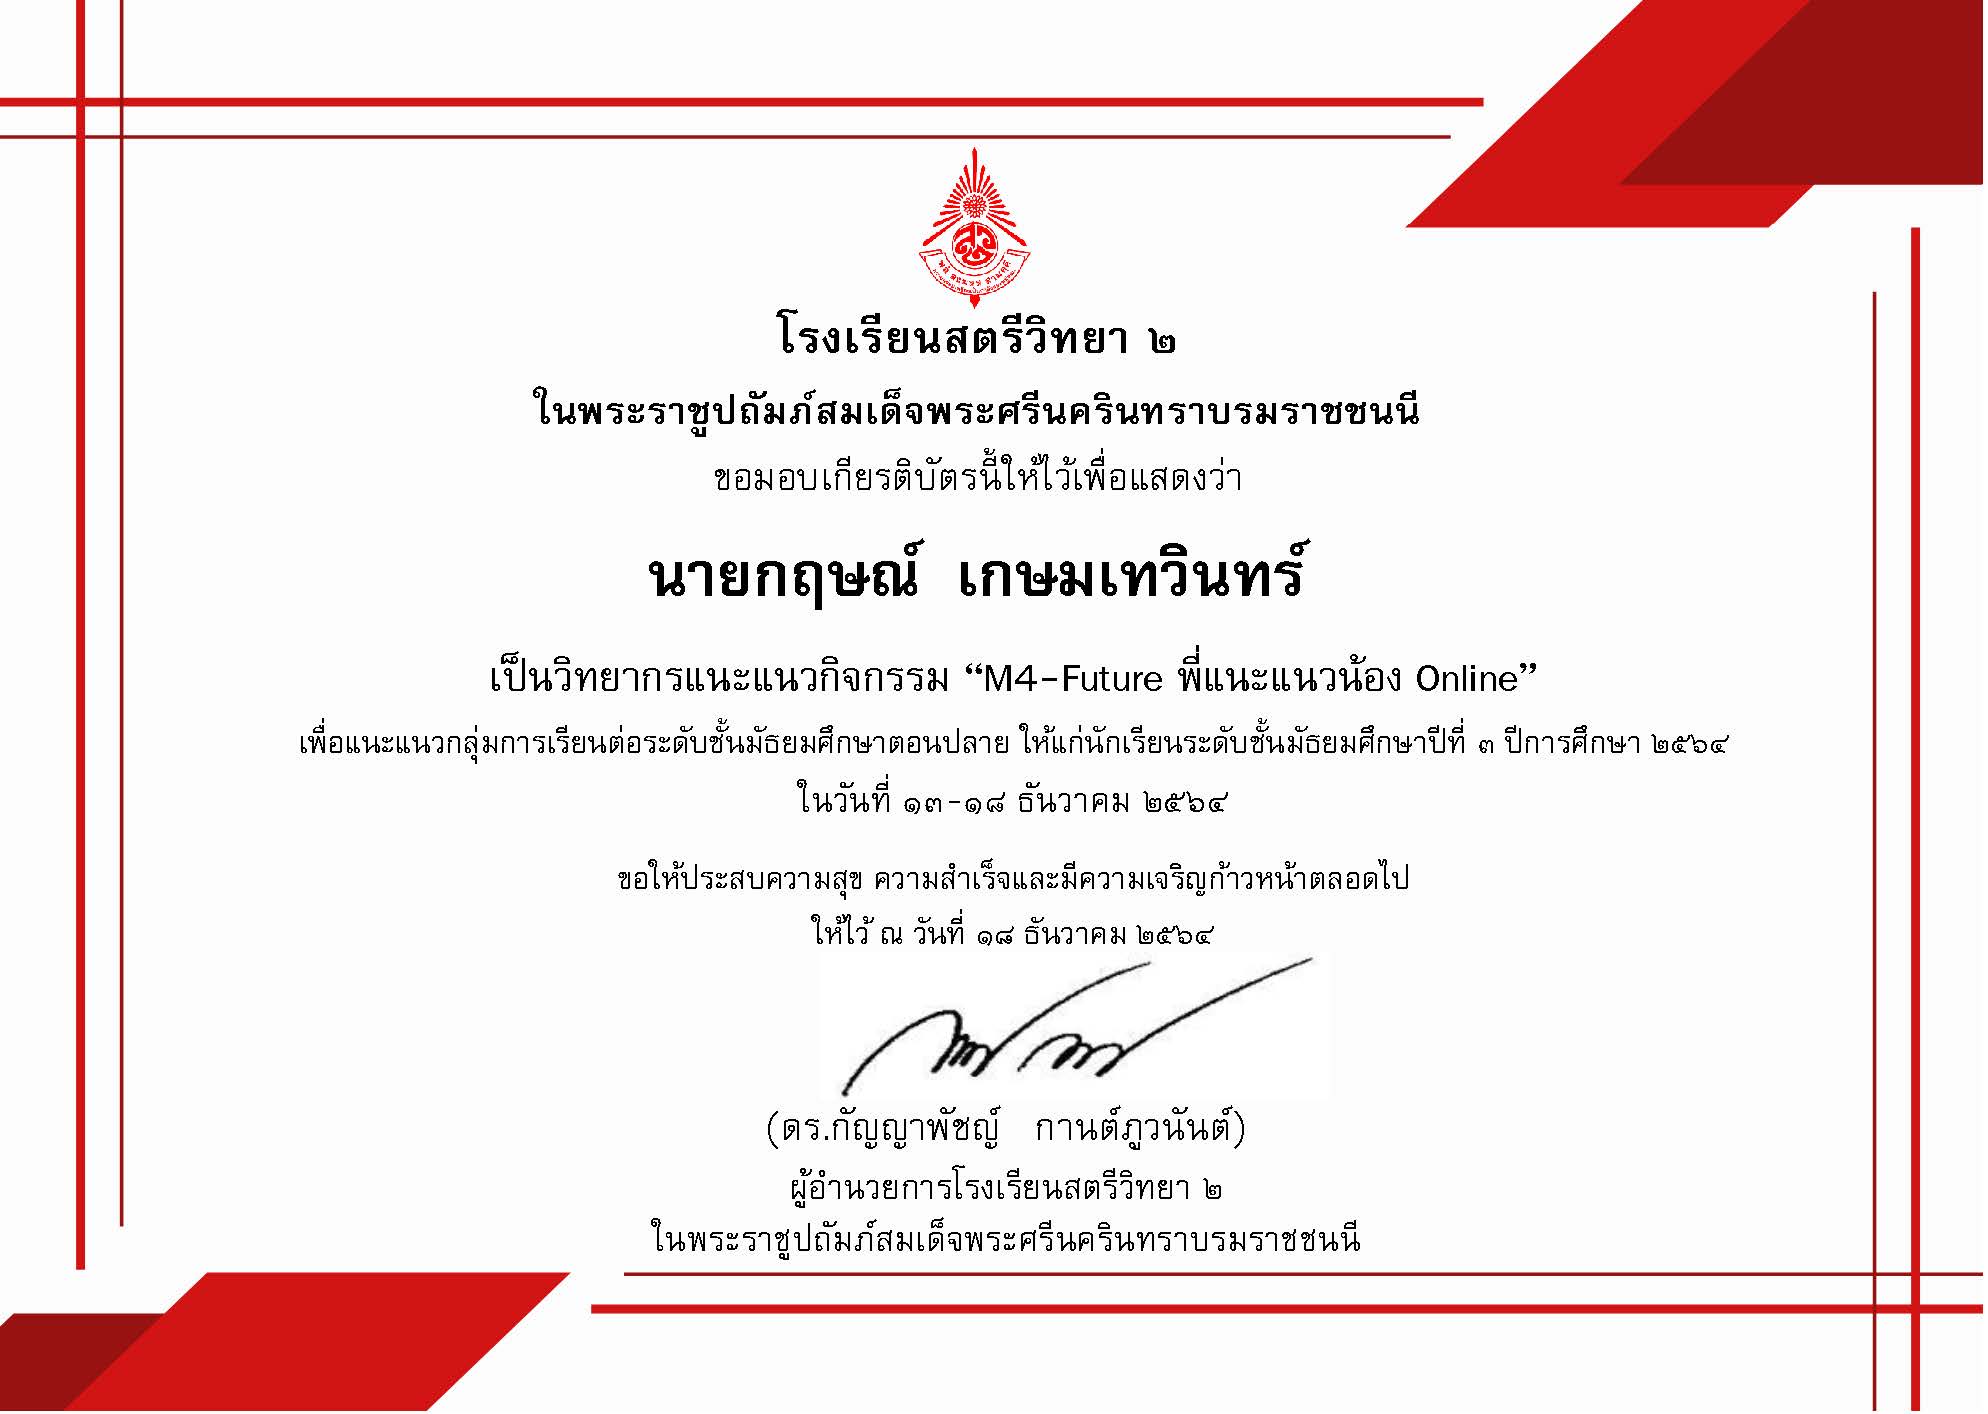 โรงเรียนสตรีวิทยา ๒
ในพระราชูปถัมภ์สมเด็จพระศรีนครินทราบรมราชชนนี
ขอมอบเกียรติบัตรนี้ให้ไว้เพื่อแสดงว่า
นายกฤษณ์ เกษมเทวินทร์
เป็นวิทยากรแนะแนวกิจกรรม “M4-Future พี่แนะแนวน้อง Online”
เพื่อแนะแนวกลุ่มการเรียนต่อระดับชั้นมัธยมศึกษาตอนปลาย ให้แก่นักเรียนระดับชั้นมัธยมศึกษาปีที่ ๓ ปีการศึกษา ๒๕๖๔
ในวันที่ ๑๓-๑๘ ธันวาคม ๒๕๖๔
ขอให้ประสบความสุข ความสำเร็จและมีความเจริญก้าวหน้าตลอดไป
ให้ไว้ ณ วันที่ ๑๘ ธันวาคม ๒๕๖๔
(ดร.กัญญาพัชญ์ กานต์ภูวนันต์)
ผู้อำนวยการโรงเรียนสตรีวิทยา ๒
ในพระราชูปถัมภ์สมเด็จพระศรีนครินทราบรมราชชนนี